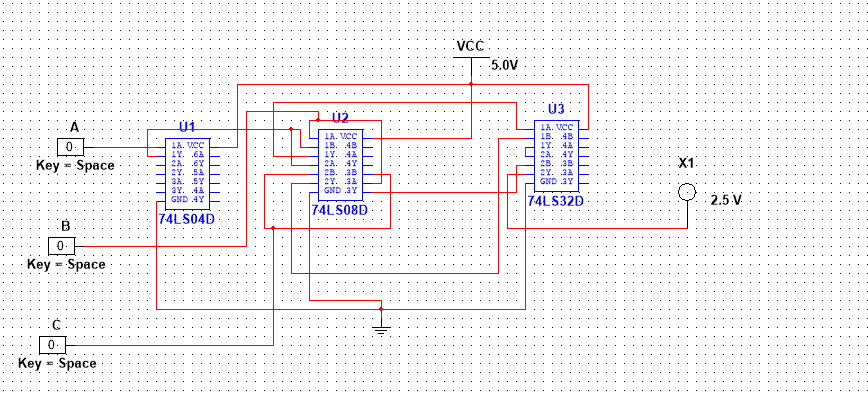 VCC
5.0V
A
0
Key = Space
U1
1A. VCC
1Y. .6A
2A. .6Y
2Y. .5A
3A. .5Y
3Y. .4A
GND .4Y
74LS04D
U2
1A. VCC
1B. .4B
1Y. .4A
2A. .4Y
2B. .3B
2Y. .3A
GND .3Y
74LS08D
U3
1A. VCC
1B. .4B
1Y. .4A
2A. .4Y
2B. .3B
2Y. .3A
GND .3Y
74LS32D
X1
2.5 V
B
0
Key = Space
C
0
Key = Space